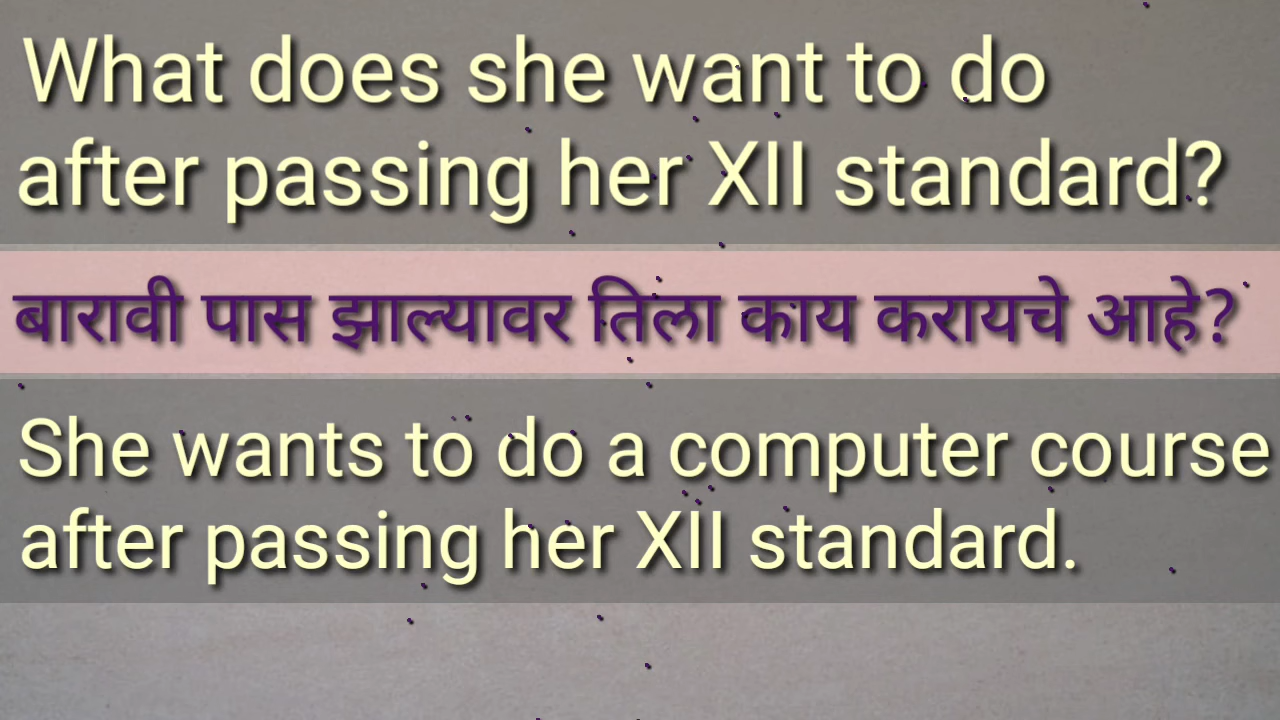 What does she want to do
after passing her XII standard?
बारावी पास झाल्यावर तिला काय करायचे आहे?
She wants to do a computer course
after passing her XII standard.